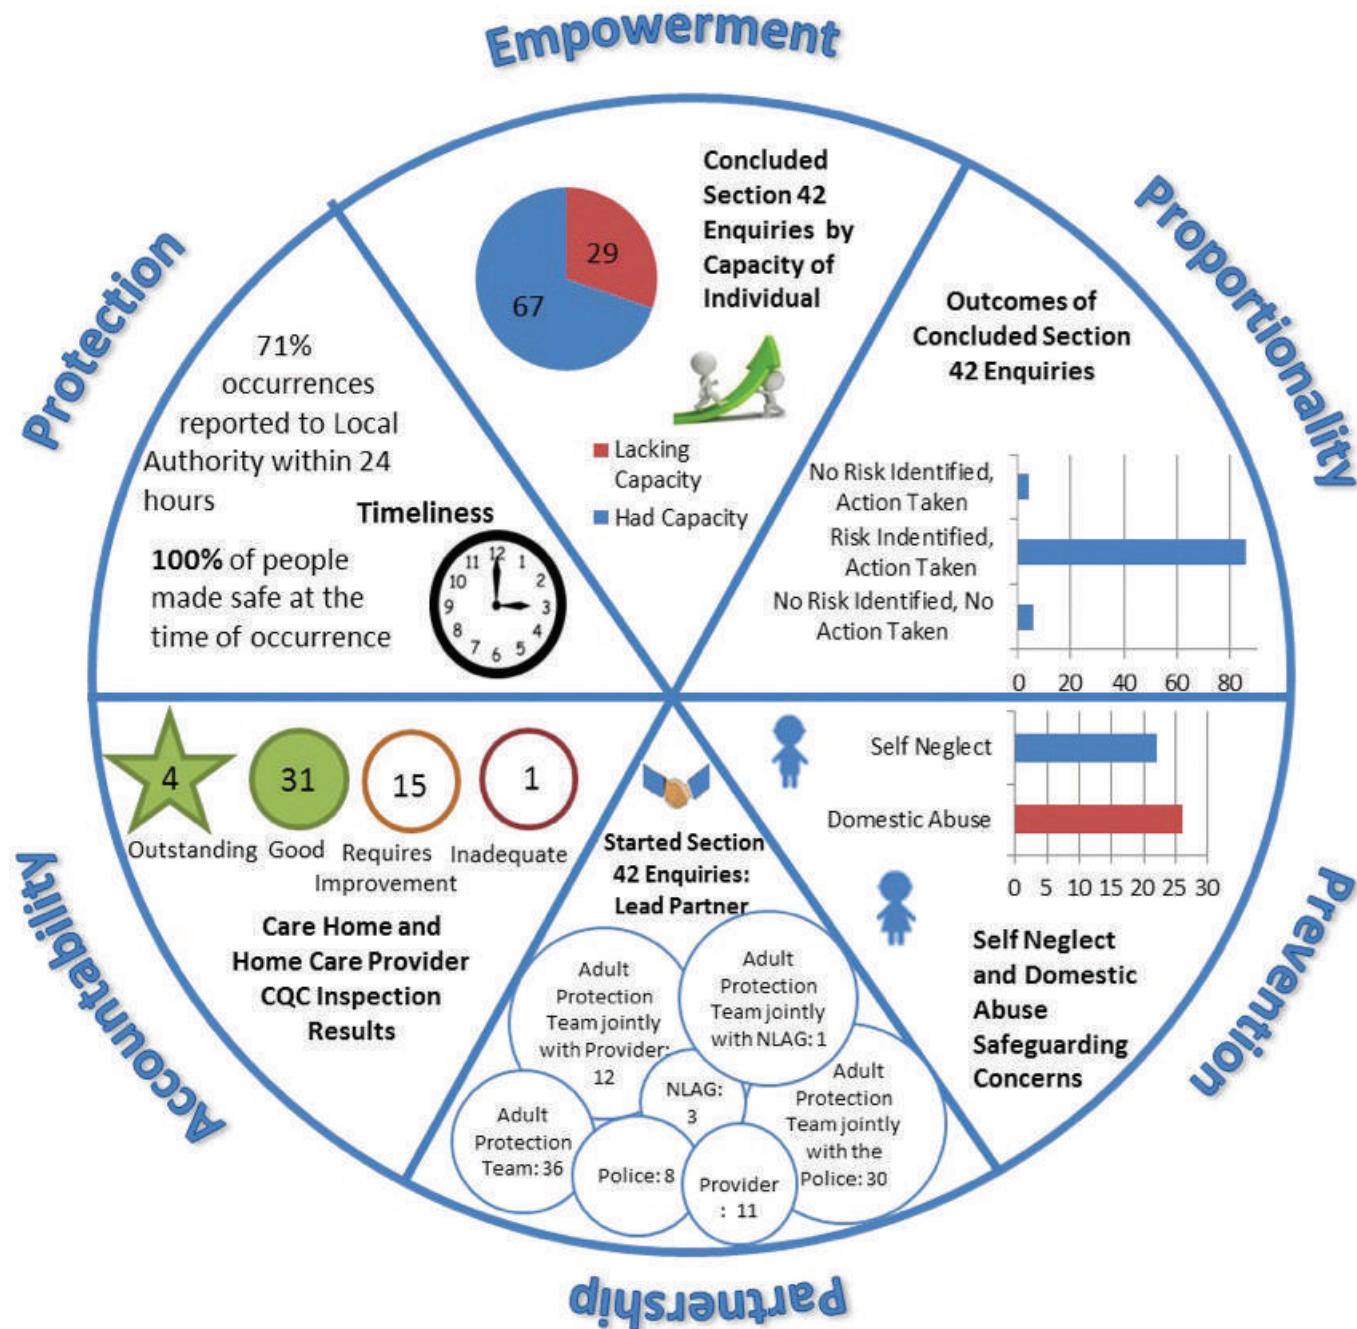 Empowerment
Concluded
Section 42
Enquiries by
Capacity of
Individual
29
67
Lacking
Capacity
Had Capacity
Proportionality
Outcomes of
Concluded Section
42 Enquiries
No Risk Identified,
Action Taken
Risk Indentified,
Action Taken
No Risk Identified, No
Action Taken
0 20 40 60 80
Prevention
Self Neglect
Domestic Abuse
0 5 10 15 20 25 30
Self Neglect
and Domestic
Abuse
Safeguarding
Concerns
Partnership
Started Section
42 Enquiries:
Lead Partner
Adult
Protection
Team jointly
with Provider:
12
Adult
Protection
Team jointly
with NLAG: 1
NLAG:
3
Adult
Protection
Team jointly
with the
Police: 30
Adult
Protection
Team: 36
Police: 8
Provider
: 11
Accountability
4
31
15
1
Outstanding
Good
Requires
Improvement
Inadequate
Care Home and
Home Care Provider
CQC Inspection
Results
Protection
71%
occurrences
reported to Local
Authority within 24
hours
Timeliness
100% of people
made safe at the
time of occurrence
12
1
2
3
4
5
6
7
8
9
10
11